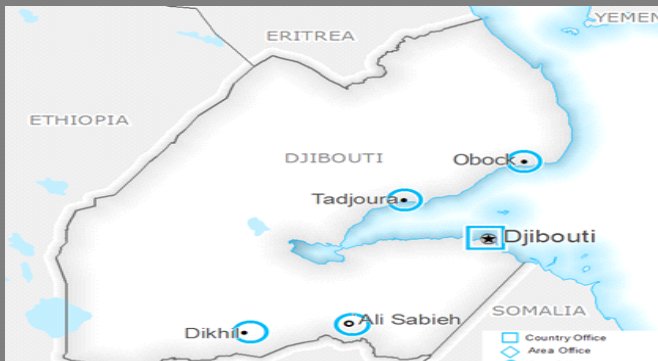 YEMEN
ERITREA
ETHIOPIA
DJIBOUTI
Obock
Tadjoura
Djibouti
SOMALIA
Ali Sabieh
Dikhil
Country Office
Area Office